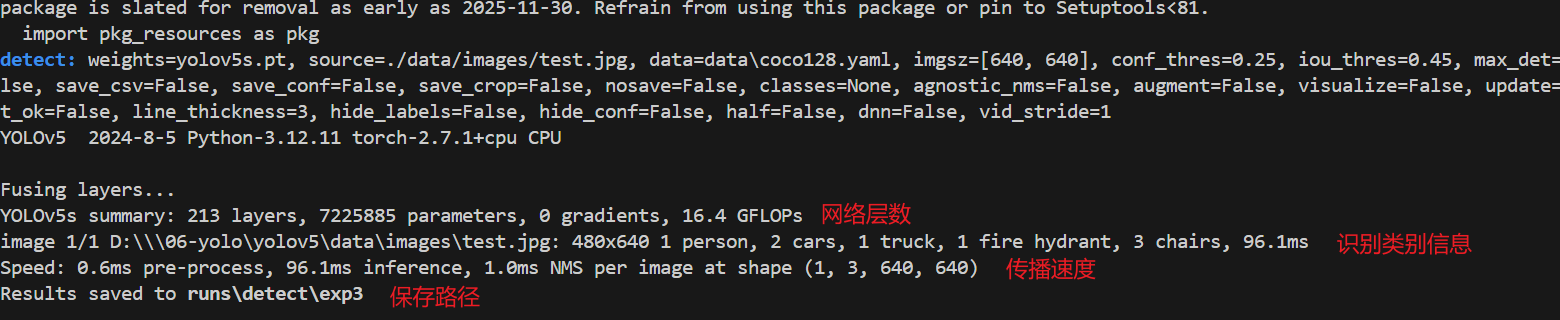 package is slated for removal as early as 2025-11-30. Refrain from using this package or pin to Setuptools<81.
import pkg_resources as pkg
detect: weights=yolov5s.pt, source=./data/images/test.jpg, data=data\coco128.yaml, imgsz=[640, 640], conf_thres=0.25, iou_thres=0.45, max_det=
lse, save_csv=False, save_conf=False, save_crop=False, nosave=False, classes=None, agnostic_nms=False, augment=False, visualize=False, update=
t_ok=False, line_thickness=3, hide_labels=False, hide_conf=False, half=False, dnn=False, vid_stride=1
YOLOv5 2024-8-5 Python-3.12.11 torch-2.7.1+cpu CPU
Fusing layers...
YOLOv5s summary: 213 layers, 7225885 parameters, 0 gradients, 16.4 GFLOPs 网络层数
image 1/1 D:\\\06-yolo\yolov5\data\images\test.jpg: 480x640 1 person, 2 cars, 1 truck, 1 fire hydrant, 3 chairs, 96.1ms 识别类别信息
Speed: 0.6ms pre-process, 96.1ms inference, 1.0ms NMS per image at shape (1, 3, 640, 640) 传播速度
Results saved to runs\detect\exp3 保存路径